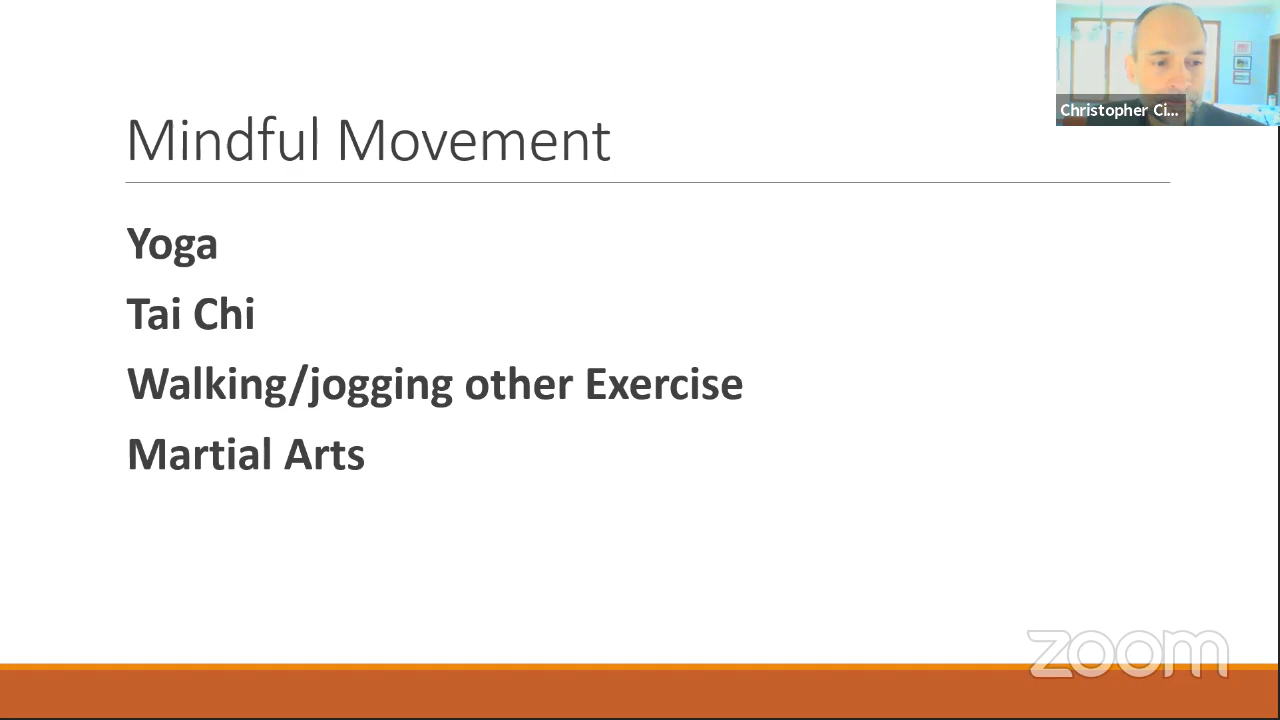 Christopher Ci...
Mindful Movement
Yoga
Tai Chi
Walking/jogging other Exercise
Martial Arts
zoom